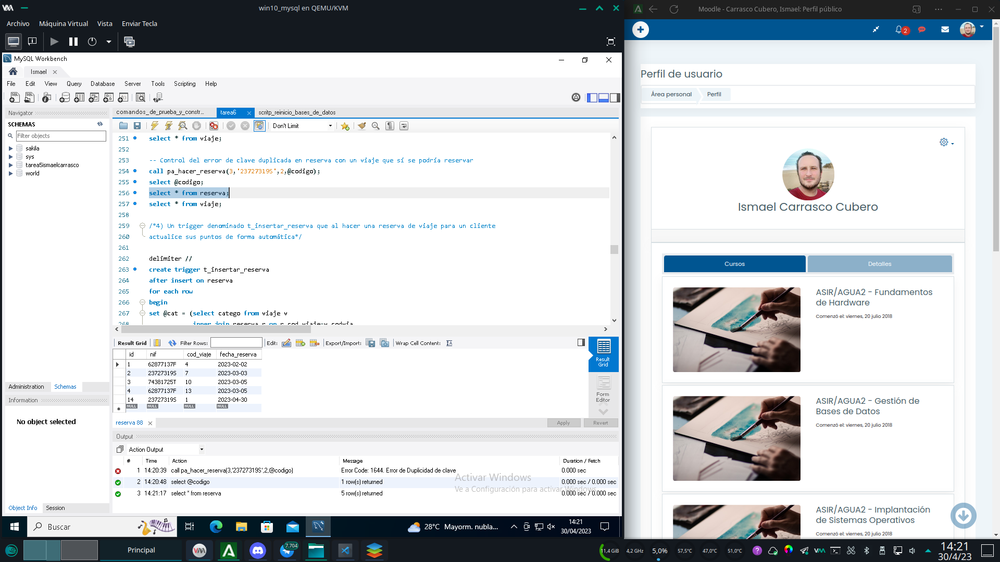 win10_mysql en QEMU/KVM
Archivo Máquina Virtual Vista Enviar Tecla
MySQL Workbench
Ismael
File Edit View Query Database Server Tools Scripting Help
Navigator
SCHEMAS
Filter objects
sakila
sys
tarea5ismaelcarrasco
world
Administration Schemas
Information
No object selected
Object Info Session
comandos_de_prueba_y_constr... tarea6 scritp_reinicio_bases_de_datos
Don't Limit
251 select * from viaje;
252
253 -- Control del error de clave duplicada en reserva con un viaje que sí se podría reservar
254 call pa_hacer_reserva(3,'23727319S',2,@codigo);
255 select @codigo;
256 select * from reserva;
257 select * from viaje;
258
259 /*4) Un trigger denominado t_insertar_reserva que al hacer una reserva de viaje para un cliente
260 actualice sus puntos de forma automática*/
261
262 delimiter //
263 create trigger t_insertar_reserva
264 after insert on reserva
265 for each row
266 begin
267 set @cat = (select catego from viaje v
268 inner join reserva r on r.cod_viaje=v.codvia
Result Grid Filter Rows: Edit: Export/Import: Wrap Cell Content:
id nif cod_viaje fecha_reserva
1 62877137F 4 2023-02-02
2 23727319S 7 2023-03-03
3 74381725T 10 2023-03-05
4 62877137F 13 2023-03-05
14 23727319S 1 2023-04-30
NULL NULL NULL NULL
Result Grid
Form Editor
reserva 88 Apply Revert
Output
Action Output
# Time Action Message Duration / Fetch
1 14:20:39 call pa_hacer_reserva(3,'23727319S',2,@codigo) Error Code: 1644. Error de Duplicidad de clave 0.000 sec
2 14:20:48 select @codigo 1 row(s) returned 0.000 sec / 0.000 sec
3 14:21:17 select * from reserva 5 row(s) returned 0.000 sec / 0.000 sec
Activar Windows
Ve a Configuración para activar Windows.
Buscar
28°C Mayorm. nubla...
14:21
30/04/2023
Moodle - Carrasco Cubero, Ismael: Perfil público
2
Perfil de usuario
Área personal Perfil
Ismael Carrasco Cubero
Cursos Detalles
ASIR/AGUA2 - Fundamentos
de Hardware
Comenzó el: viernes, 20 julio 2018
ASIR/AGUA2 - Gestión de
Bases de Datos
Comenzó el: viernes, 20 julio 2018
ASIR/AGUA2 - Implantación
de Sistemas Operativos
Comenzó el: viernes, 20 julio 2018
Principal
7.704
11,4 GiB 4,2 GHz 5,0% 57,5°C 47,0°C 51,0°C
14:21
30/4/23